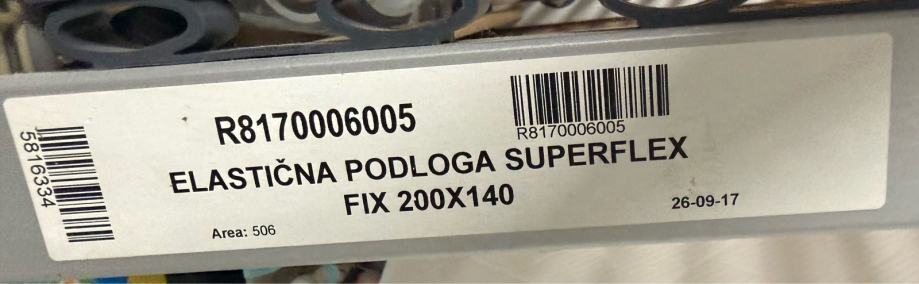 R8170006005
R8170006005
ELASTIČNA PODLOGA SUPERFLEX
FIX 200X140
Area: 506
26-09-17
5816334